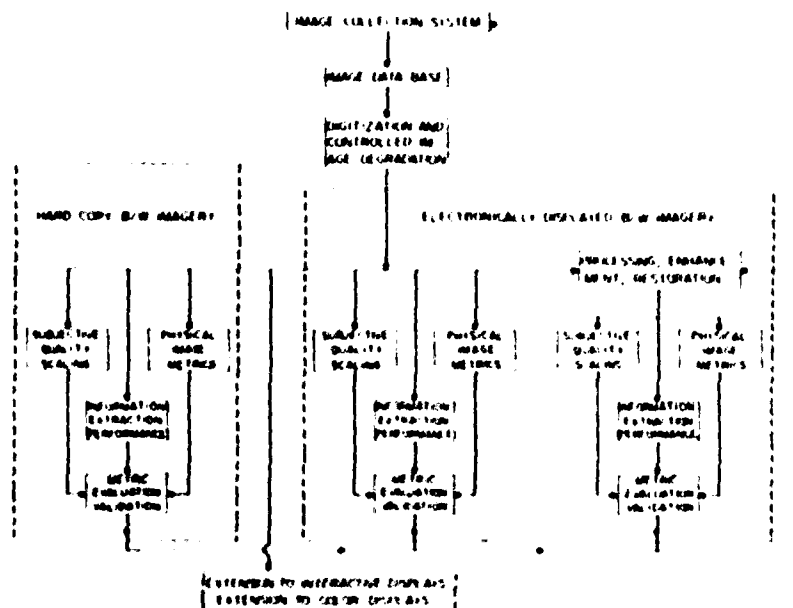 IMAGE COLLECTION SYSTEM
IMAGE DATA BASE
DIGITIZATION AND
CONTROLLED IM
AGE DEGRADATION
HARD COPY B/W IMAGERY
ELECTRONICALLY DISPLAYED B/W IMAGERY
PROCESSING, ENHANCE
MENT, RESTORATION
SUBJECTIVE
QUALITY
SCALING
PHYSICAL
IMAGE
METRICS
SUBJECTIVE
QUALITY
SCALING
PHYSICAL
IMAGE
METRICS
SUBJECTIVE
QUALITY
SCALING
PHYSICAL
IMAGE
METRICS
INFORMATION
EXTRACTION
PERFORMANCE
INFORMATION
EXTRACTION
PERFORMANCE
INFORMATION
EXTRACTION
PERFORMANCE
METRIC
EVALUATION
VALIDATION
METRIC
EVALUATION
VALIDATION
METRIC
EVALUATION
VALIDATION
EXTENSION TO INTERACTIVE DISPLAYS
EXTENSION TO COLOR DISPLAYS